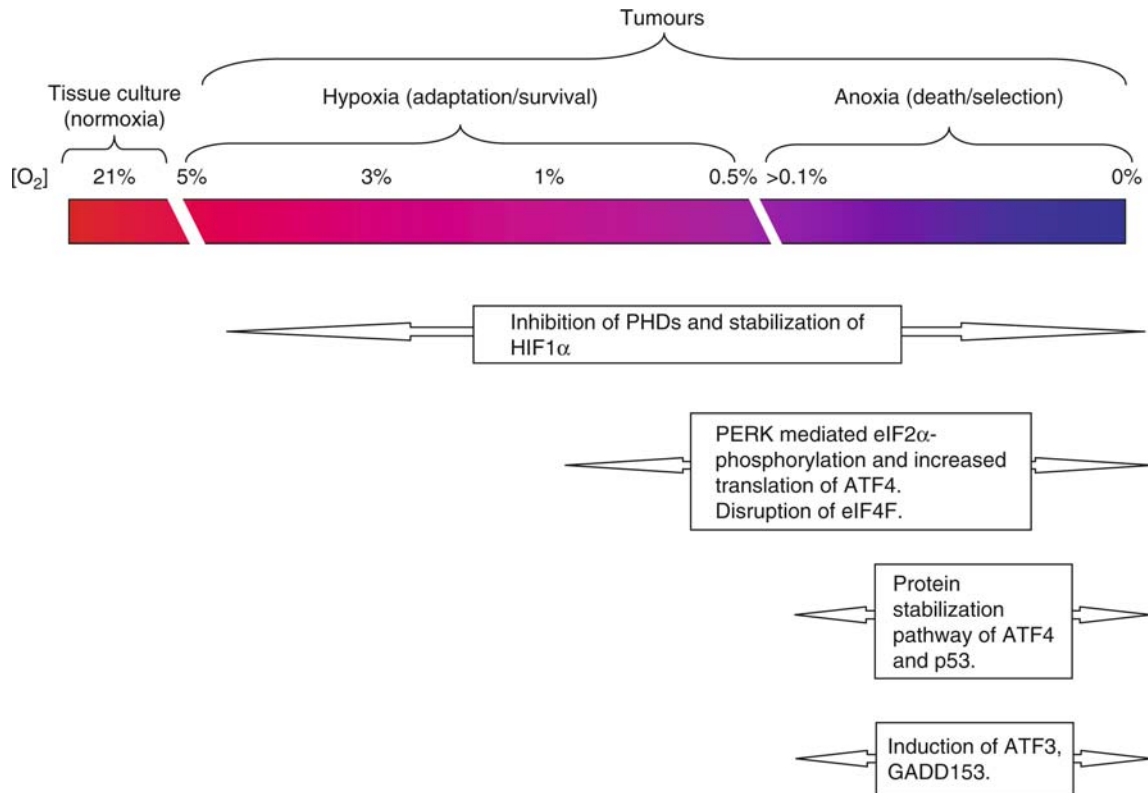 Tumours
Tissue culture
(normoxia)
Hypoxia (adaptation/survival)
Anoxia (death/selection)
[O₂]
21%
5%
3%
1%
0.5%
>0.1%
0%
Inhibition of PHDs and stabilization of
HIF1α
PERK mediated eIF2α-
phosphorylation and increased
translation of ATF4.
Disruption of eIF4F.
Protein
stabilization
pathway of ATF4
and p53.
Induction of ATF3,
GADD153.